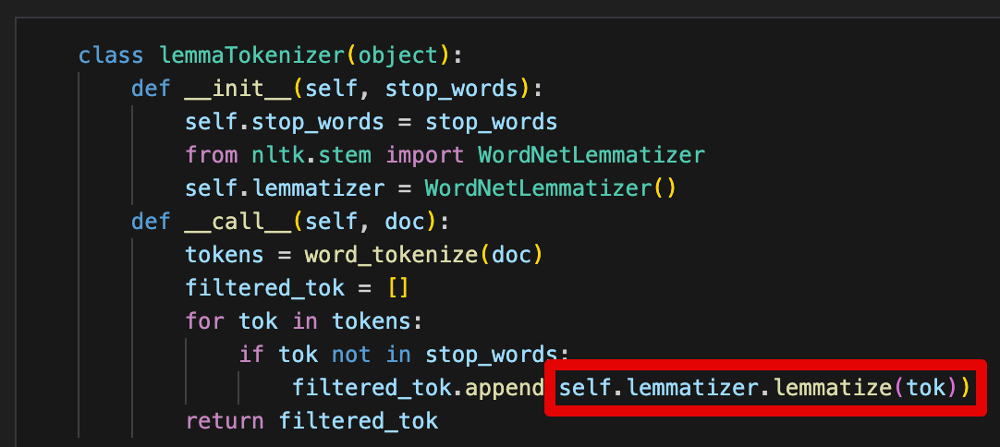 class lemmaTokenizer(object):
    def __init__(self, stop_words):
        self.stop_words = stop_words
        from nltk.stem import WordNetLemmatizer
        self.lemmatizer = WordNetLemmatizer()
    def __call__(self, doc):
        tokens = word_tokenize(doc)
        filtered_tok = []
        for tok in tokens:
            if tok not in stop_words:
                filtered_tok.append self.lemmatizer.lemmatize(tok))
        return filtered_tok